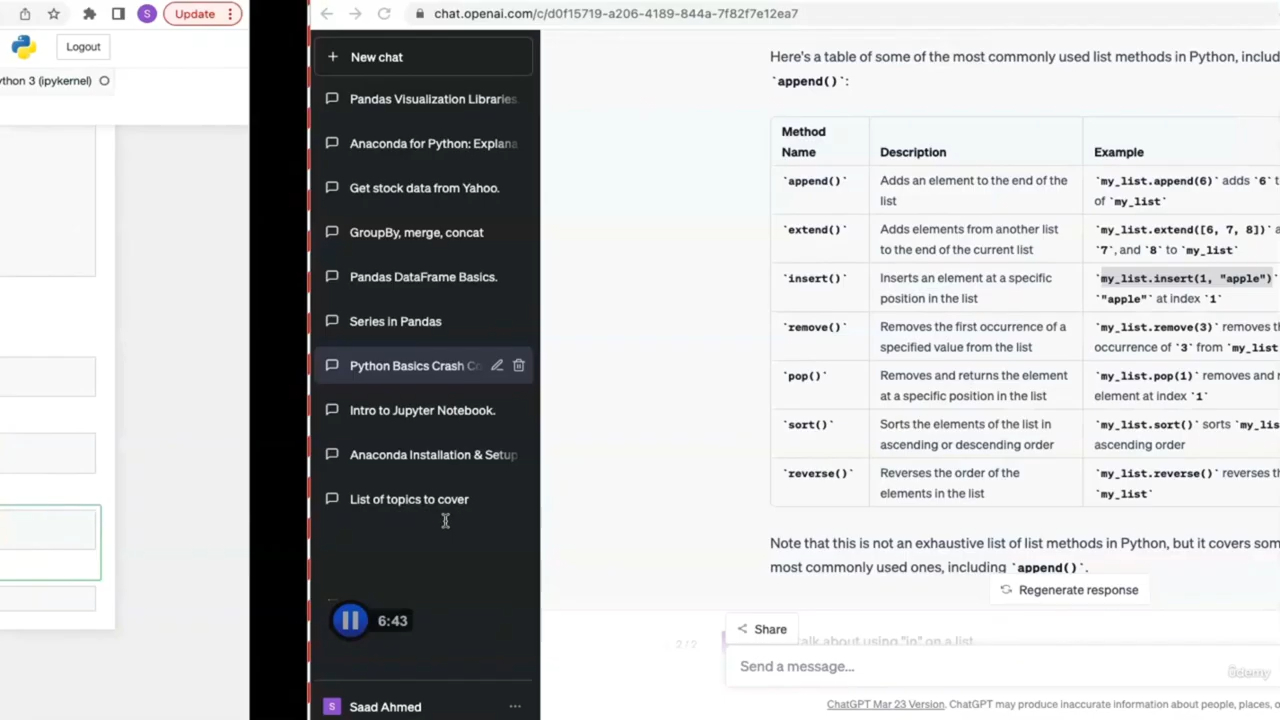 S
Update
Logout
ython 3 (ipykernel)
chat.openai.com/c/d0f15719-a206-4189-844a-7f82f7e12ea7
New chat
Pandas Visualization Libraries
Anaconda for Python: Explana
Get stock data from Yahoo.
GroupBy, merge, concat
Pandas DataFrame Basics.
Series in Pandas
Python Basics Crash Co
Intro to Jupyter Notebook.
Anaconda Installation & Setup
List of topics to cover
6:43
S
Saad Ahmed
Here's a table of some of the most commonly used list methods in Python, includ
`append()`:
Method
Name
Description
Example
`append()`
Adds an element to the end of the
list
`my_list.append(6)` adds `6` t
of `my_list`
`extend()`
Adds elements from another list
to the end of the current list
`my_list.extend([6, 7, 8])` a
`7`, and `8` to `my_list`
`insert()`
Inserts an element at a specific
position in the list
`my_list.insert(1, "apple")`
`"apple"` at index `1`
`remove()`
Removes the first occurrence of a
specified value from the list
`my_list.remove(3)` removes th
occurrence of `3` from `my_list
`pop()`
Removes and returns the element
at a specific position in the list
`my_list.pop(1)` removes and r
element at index `1`
`sort()`
Sorts the elements of the list in
ascending or descending order
`my_list.sort()` sorts `my_lis
ascending order
`reverse()`
Reverses the order of the
elements in the list
`my_list.reverse()` reverses th
`my_list`
Note that this is not an exhaustive list of list methods in Python, but it covers som
most commonly used ones, including `append()`.
Regenerate response
Share
2 / 2
alk about using "in" on a list
Send a message...
ûdemy
ChatGPT Mar 23 Version. ChatGPT may produce inaccurate information about people, places, o